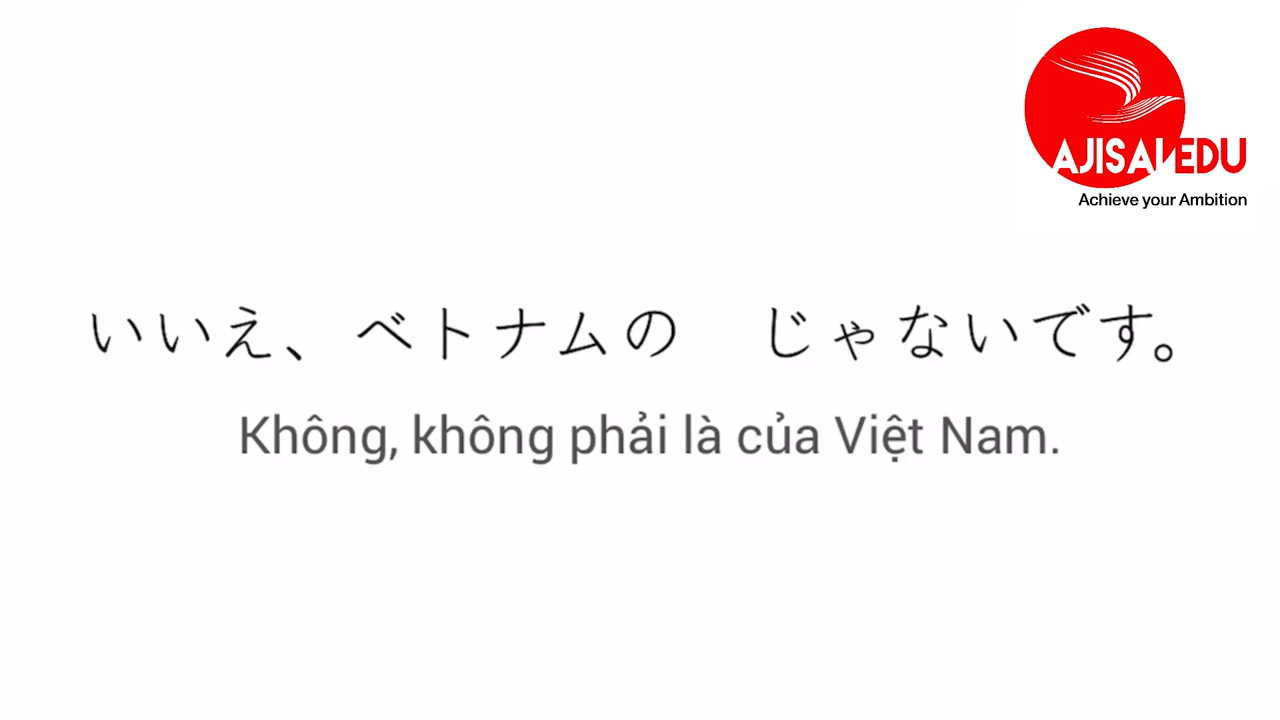 AJISAI EDU
Achieve your Ambition
いいえ、ベトナムの　じゃないです。
Không, không phải là của Việt Nam.